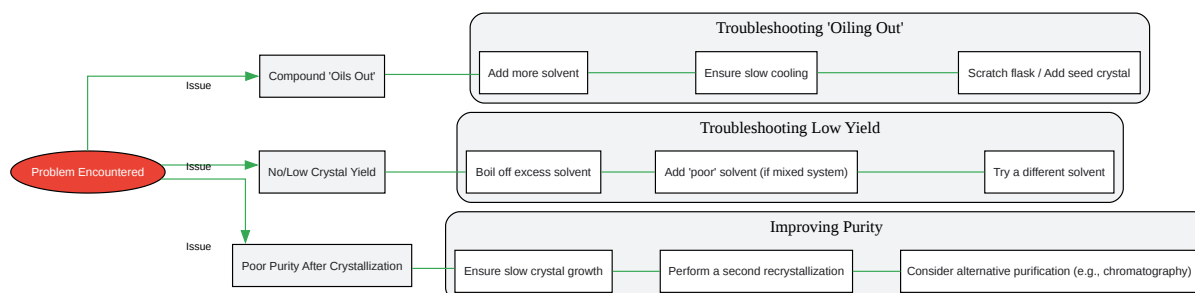 Troubleshooting 'Oiling Out'
Compound 'Oils Out'
Add more solvent
Ensure slow cooling
Scratch flask / Add seed crystal
Issue
Troubleshooting Low Yield
Problem Encountered
Issue
No/Low Crystal Yield
Boil off excess solvent
Add 'poor' solvent (if mixed system)
Try a different solvent
Improving Purity
Issue
Poor Purity After Crystallization
Ensure slow crystal growth
Perform a second recrystallization
Consider alternative purification (e.g., chromatography)